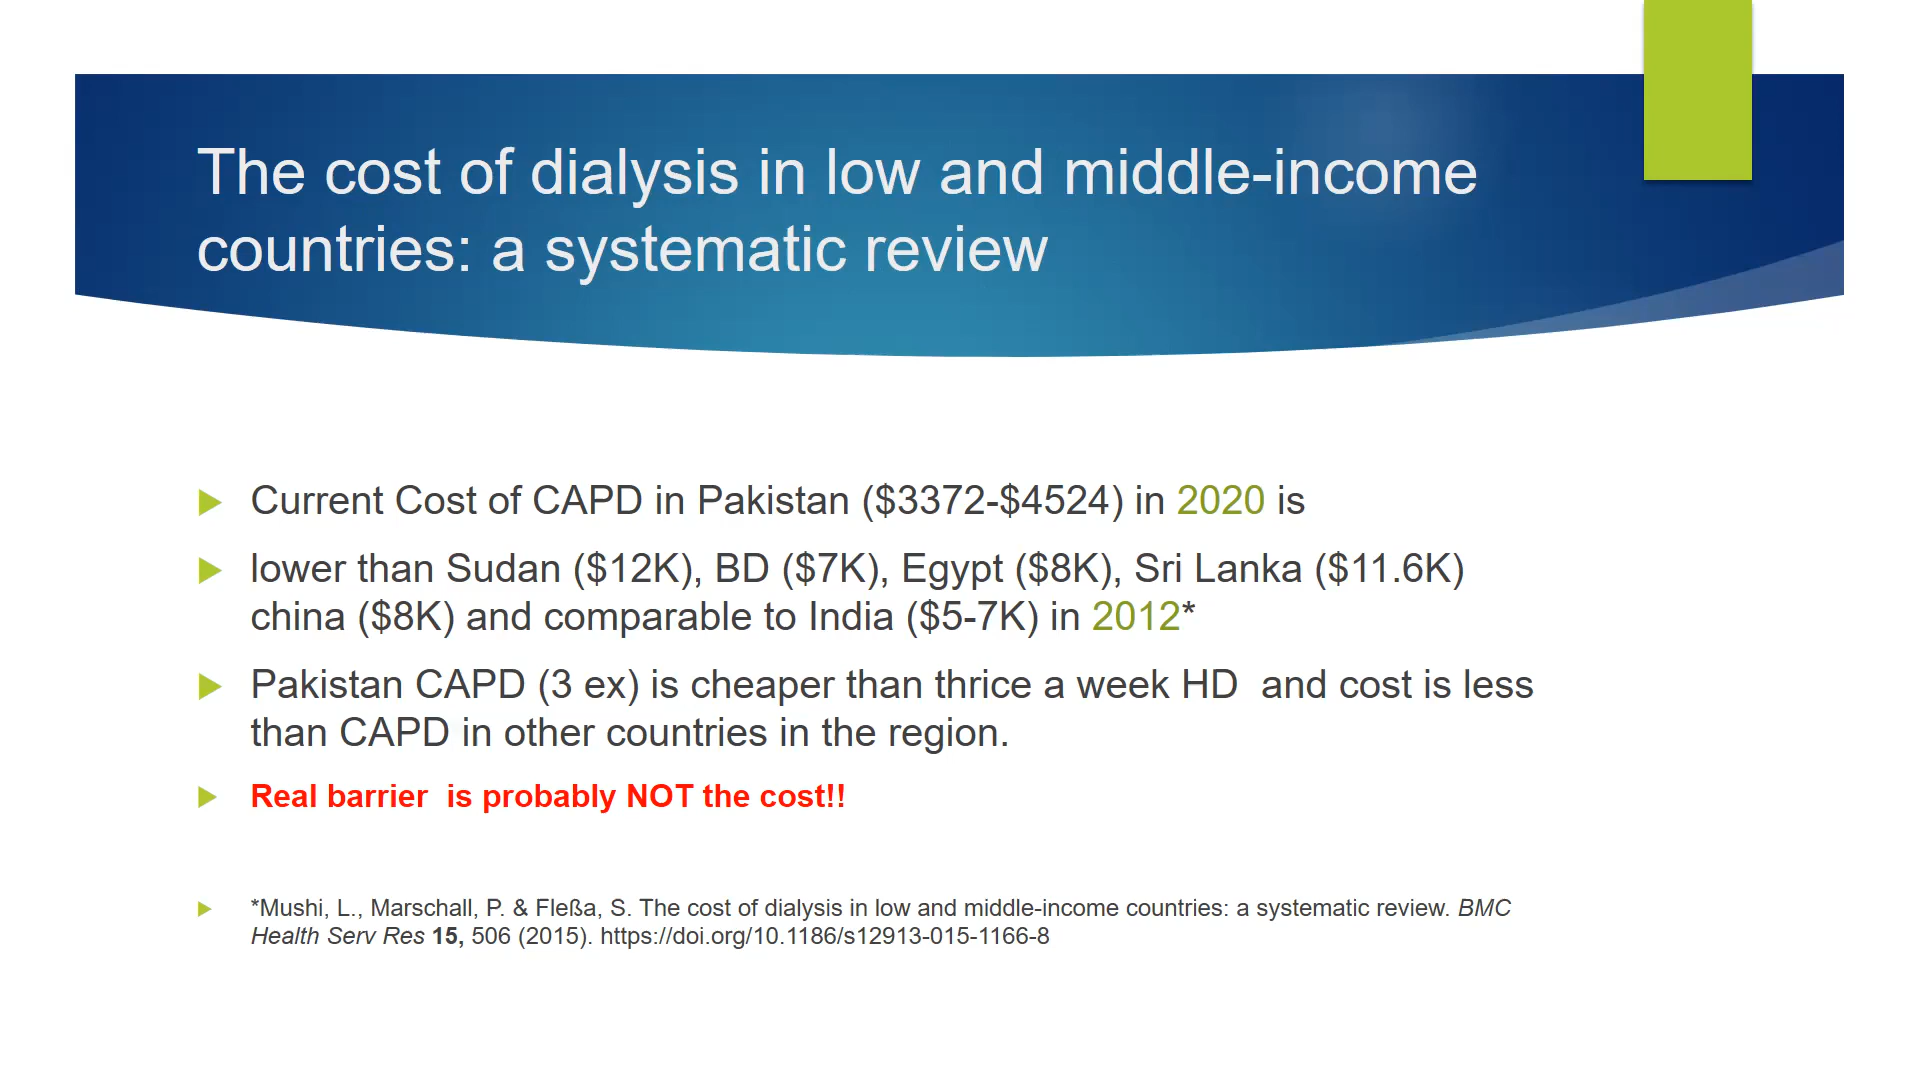 The cost of dialysis in low and middle-income
countries: a systematic review
Current Cost of CAPD in Pakistan ($3372-$4524) in 2020 is
lower than Sudan ($12K), BD ($7K), Egypt ($8K), Sri Lanka ($11.6K)
china ($8K) and comparable to India ($5-7K) in 2012*
Pakistan CAPD (3 ex) is cheaper than thrice a week HD  and cost is less
than CAPD in other countries in the region.
Real barrier  is probably NOT the cost!!
*Mushi, L., Marschall, P. & Fleßa, S. The cost of dialysis in low and middle-income countries: a systematic review. BMC
Health Serv Res 15, 506 (2015). https://doi.org/10.1186/s12913-015-1166-8